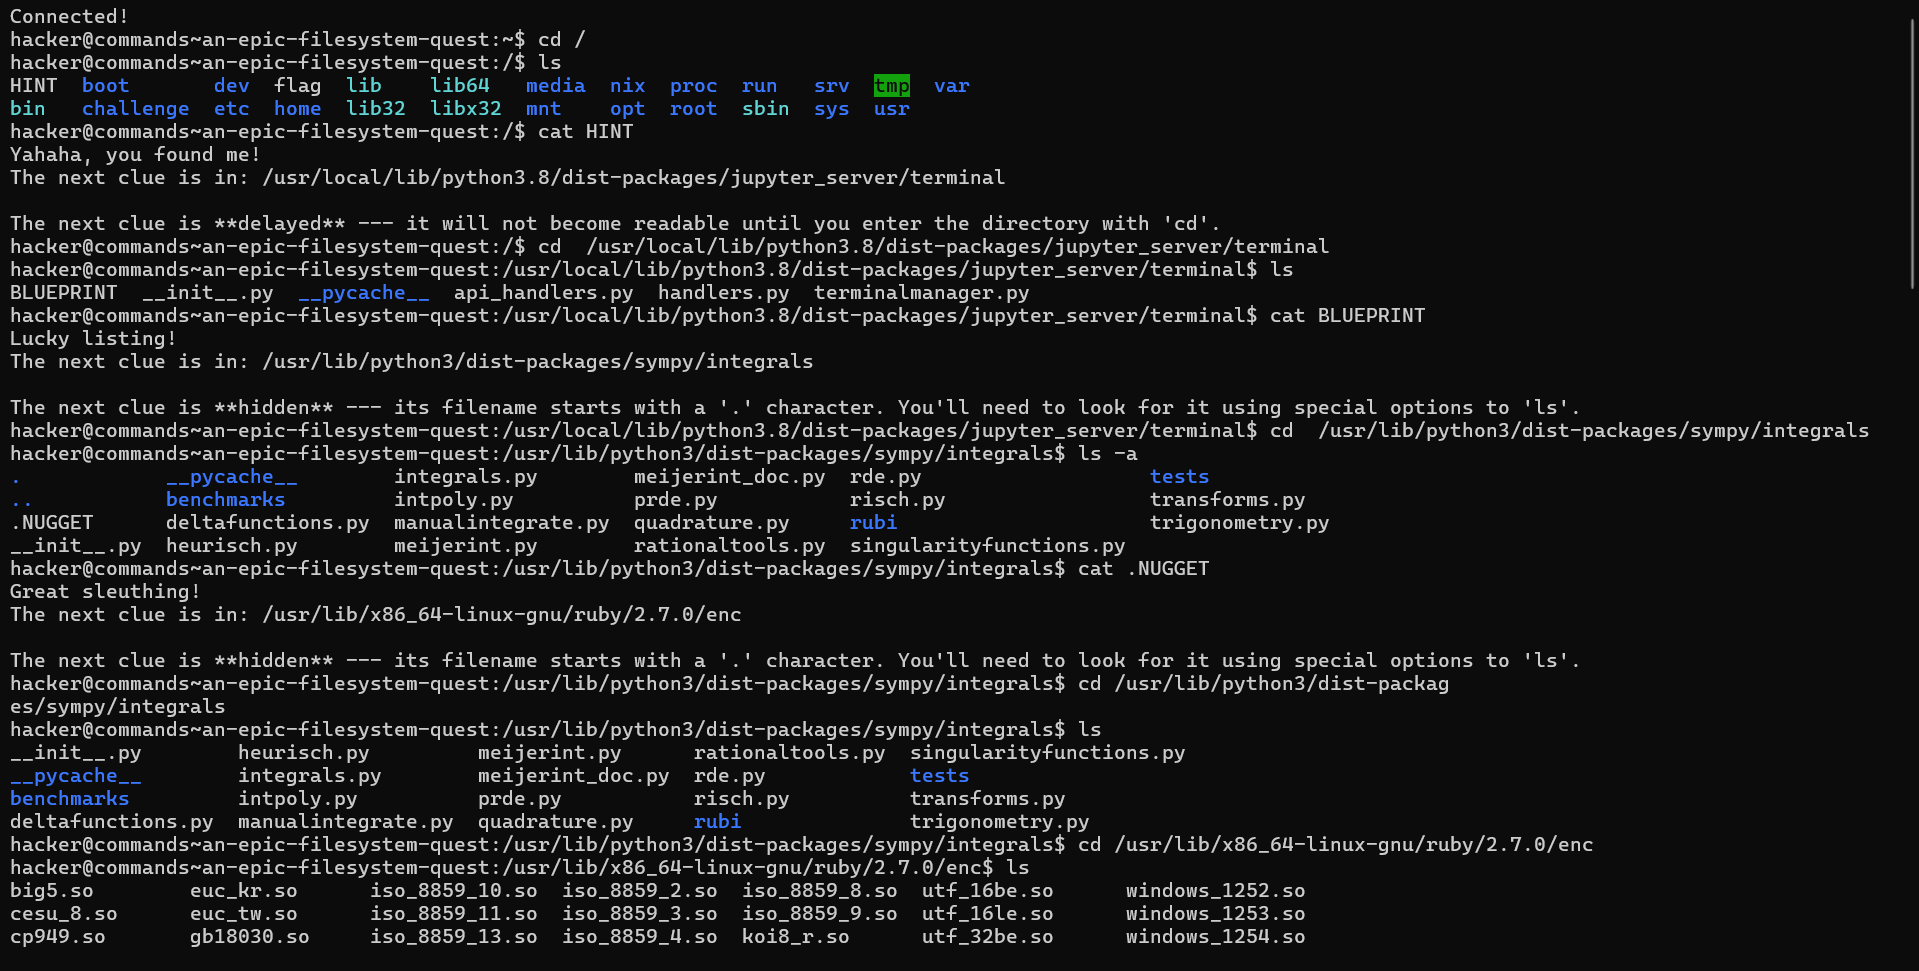 Connected!
hacker@commands~an-epic-filesystem-quest:~$ cd /
hacker@commands~an-epic-filesystem-quest:/$ ls
HINT  boot       dev  flag  lib    lib64   media  nix  proc  run   srv  tmp  var
bin   challenge  etc  home  lib32  libx32  mnt    opt  root  sbin  sys  usr
hacker@commands~an-epic-filesystem-quest:/$ cat HINT
Yahaha, you found me!
The next clue is in: /usr/local/lib/python3.8/dist-packages/jupyter_server/terminal

The next clue is **delayed** --- it will not become readable until you enter the directory with 'cd'.
hacker@commands~an-epic-filesystem-quest:/$ cd  /usr/local/lib/python3.8/dist-packages/jupyter_server/terminal
hacker@commands~an-epic-filesystem-quest:/usr/local/lib/python3.8/dist-packages/jupyter_server/terminal$ ls
BLUEPRINT  __init__.py  __pycache__  api_handlers.py  handlers.py  terminalmanager.py
hacker@commands~an-epic-filesystem-quest:/usr/local/lib/python3.8/dist-packages/jupyter_server/terminal$ cat BLUEPRINT
Lucky listing!
The next clue is in: /usr/lib/python3/dist-packages/sympy/integrals

The next clue is **hidden** --- its filename starts with a '.' character. You'll need to look for it using special options to 'ls'.
hacker@commands~an-epic-filesystem-quest:/usr/local/lib/python3.8/dist-packages/jupyter_server/terminal$ cd  /usr/lib/python3/dist-packages/sympy/integrals
hacker@commands~an-epic-filesystem-quest:/usr/lib/python3/dist-packages/sympy/integrals$ ls -a
.            __pycache__        integrals.py        meijerint_doc.py  rde.py                   tests
..           benchmarks         intpoly.py          prde.py           risch.py                 transforms.py
.NUGGET      deltafunctions.py  manualintegrate.py  quadrature.py     rubi                     trigonometry.py
__init__.py  heurisch.py        meijerint.py        rationaltools.py  singularityfunctions.py
hacker@commands~an-epic-filesystem-quest:/usr/lib/python3/dist-packages/sympy/integrals$ cat .NUGGET
Great sleuthing!
The next clue is in: /usr/lib/x86_64-linux-gnu/ruby/2.7.0/enc

The next clue is **hidden** --- its filename starts with a '.' character. You'll need to look for it using special options to 'ls'.
hacker@commands~an-epic-filesystem-quest:/usr/lib/python3/dist-packages/sympy/integrals$ cd /usr/lib/python3/dist-packag
es/sympy/integrals
hacker@commands~an-epic-filesystem-quest:/usr/lib/python3/dist-packages/sympy/integrals$ ls
__init__.py        heurisch.py         meijerint.py      rationaltools.py  singularityfunctions.py
__pycache__        integrals.py        meijerint_doc.py  rde.py            tests
benchmarks         intpoly.py          prde.py           risch.py          transforms.py
deltafunctions.py  manualintegrate.py  quadrature.py     rubi              trigonometry.py
hacker@commands~an-epic-filesystem-quest:/usr/lib/python3/dist-packages/sympy/integrals$ cd /usr/lib/x86_64-linux-gnu/ruby/2.7.0/enc
hacker@commands~an-epic-filesystem-quest:/usr/lib/x86_64-linux-gnu/ruby/2.7.0/enc$ ls
big5.so        euc_kr.so      iso_8859_10.so  iso_8859_2.so  iso_8859_8.so  utf_16be.so      windows_1252.so
cesu_8.so      euc_tw.so      iso_8859_11.so  iso_8859_3.so  iso_8859_9.so  utf_16le.so      windows_1253.so
cp949.so       gb18030.so     iso_8859_13.so  iso_8859_4.so  koi8_r.so      utf_32be.so      windows_1254.so